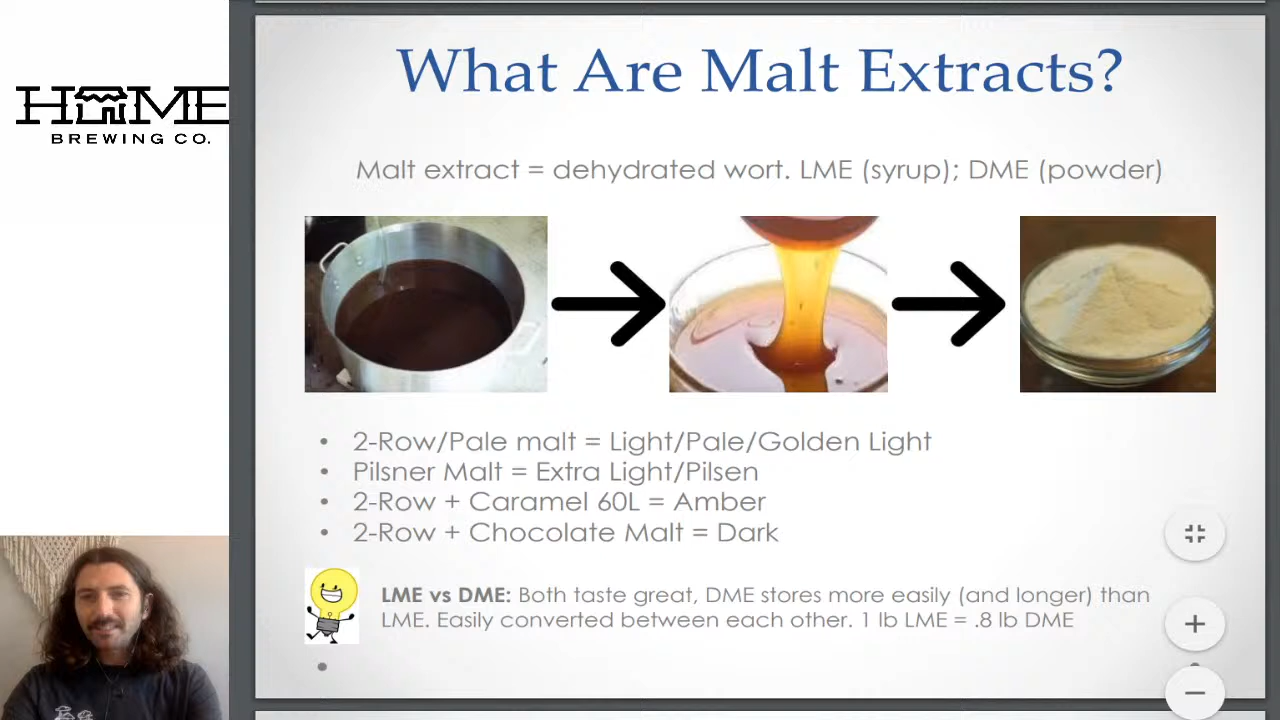 HOME
BREWING CO.
What Are Malt Extracts?
Malt extract = dehydrated wort. LME (syrup); DME (powder)
• 2-Row/Pale malt = Light/Pale/Golden Light
• Pilsner Malt = Extra Light/Pilsen
• 2-Row + Caramel 60L = Amber
• 2-Row + Chocolate Malt = Dark
LME vs DME: Both taste great, DME stores more easily (and longer) than
LME. Easily converted between each other. 1 lb LME = .8 lb DME